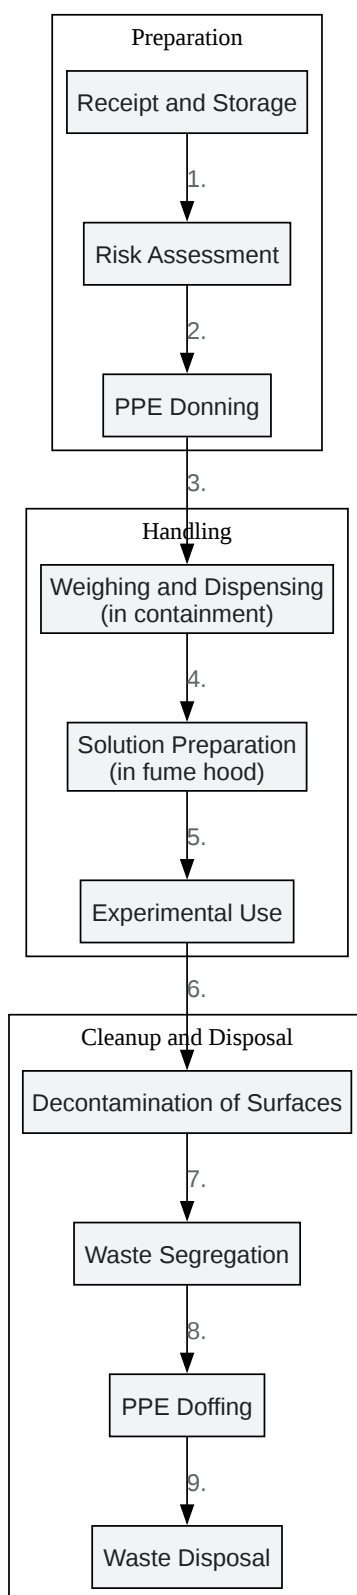 Preparation
Receipt and Storage
1.
Risk Assessment
2.
PPE Donning
3.
Handling
Weighing and Dispensing
(in containment)
4.
Solution Preparation
(in fume hood)
5.
Experimental Use
6.
Cleanup and Disposal
Decontamination of Surfaces
7.
Waste Segregation
8.
PPE Doffing
9.
Waste Disposal